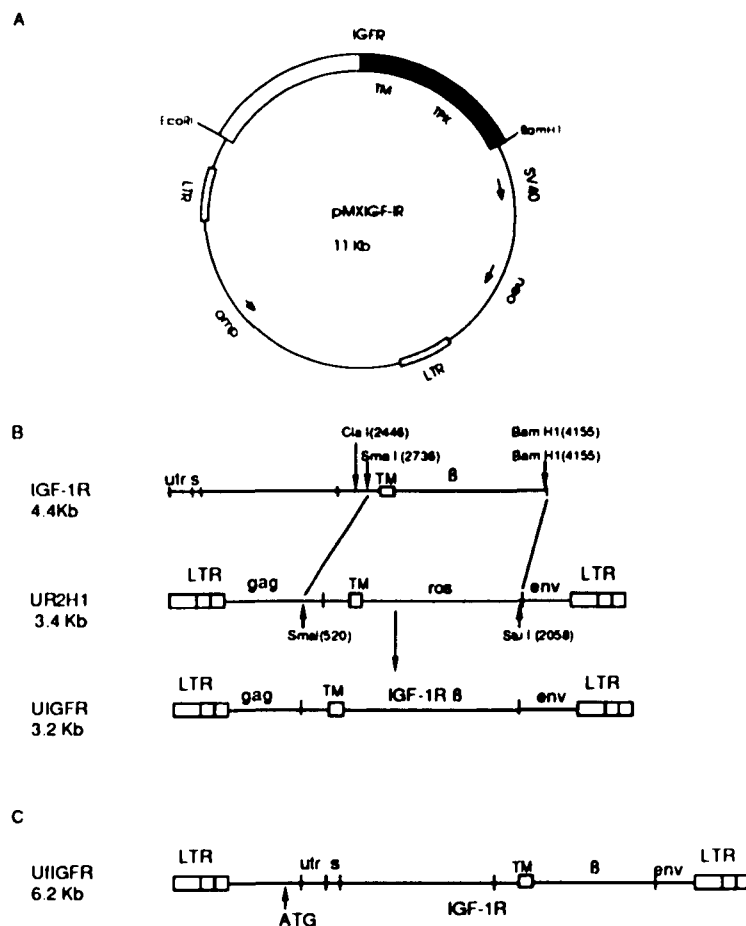 A
IGFR
TM
TPK
EcoRI
BamH1
LTR
SV40
pMXIGF-IR
11 Kb
neo
amp
LTR
B
Cla I(2446)
Bam H1(4155)
Sma I (2736)
Bam H1(4155)
utr s
TM
β
IGF-1R
4.4Kb
LTR
gag
TM
ros
env
LTR
UR2H1
3.4 Kb
SmaI(520)
Sal I (2058)
LTR
gag
TM
IGF-1R β
env
LTR
UIGFR
3.2 Kb
C
LTR
utr
s
TM
β
env
LTR
UfIGFR
6.2 Kb
IGF-1R
ATG